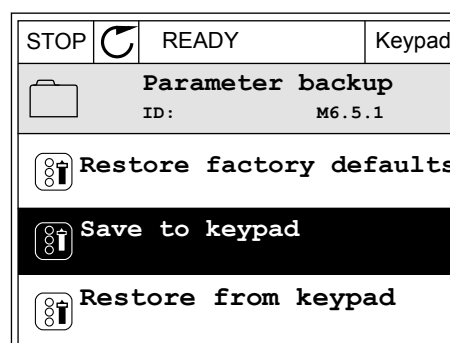 STOP READY Keypad
Parameter backup
ID: M6.5.1
Restore factory defaults
Save to keypad
Restore from keypad